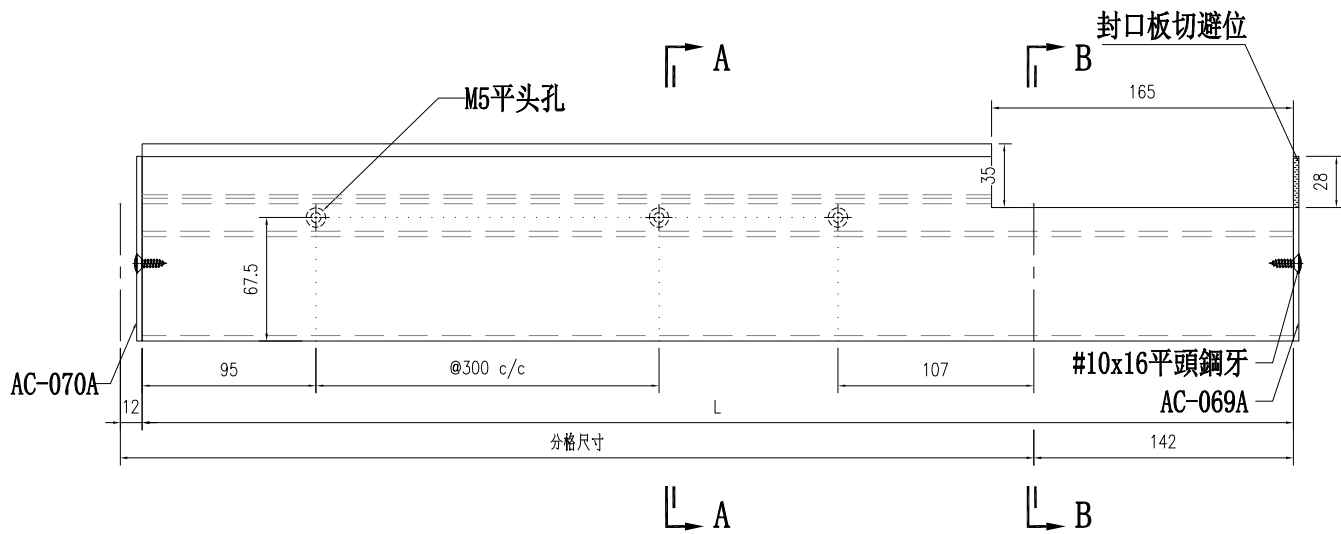 封口板切避位
A
B
165
M5平头孔
35
28
67.5
#10x16平頭鋼牙
95
@300 c/c
107
AC-070A
AC-069A
12
L
分格尺寸
142
A
B